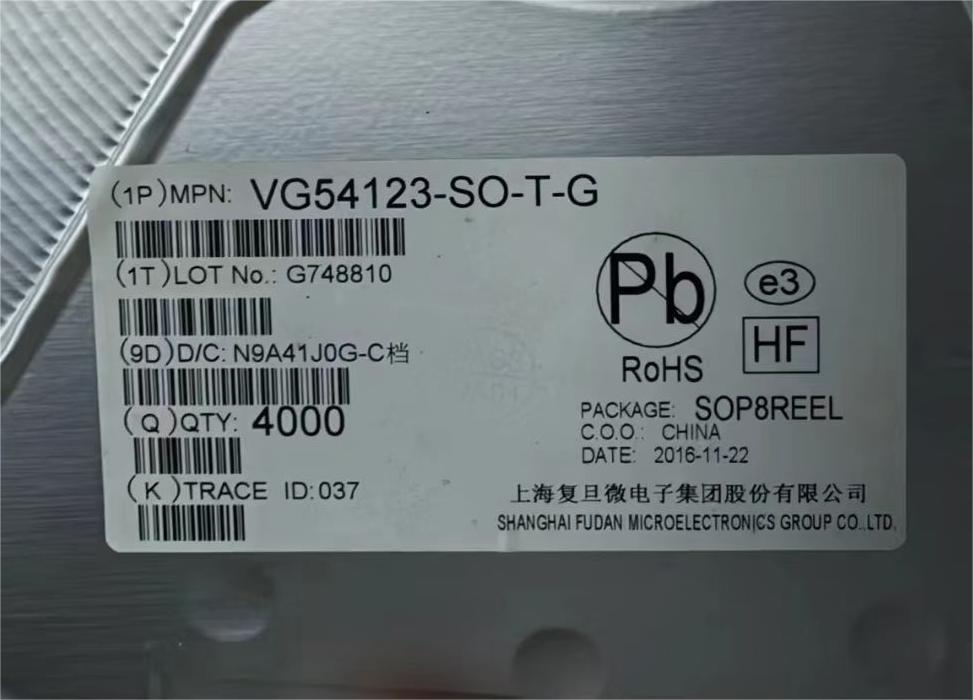 (1P)MPN: VG54123-SO-T-G
(1T)LOT No.: G748810
(9D)D/C: N9A41J0G-C档
(Q)QTY: 4000
(K)TRACE ID:037
Pb
e3
HF
RoHS
PACKAGE: SOP8REEL
C.O.O.: CHINA
DATE: 2016-11-22
上海复旦微电子集团股份有限公司
SHANGHAI FUDAN MICROELECTRONICS GROUP CO.,LTD.